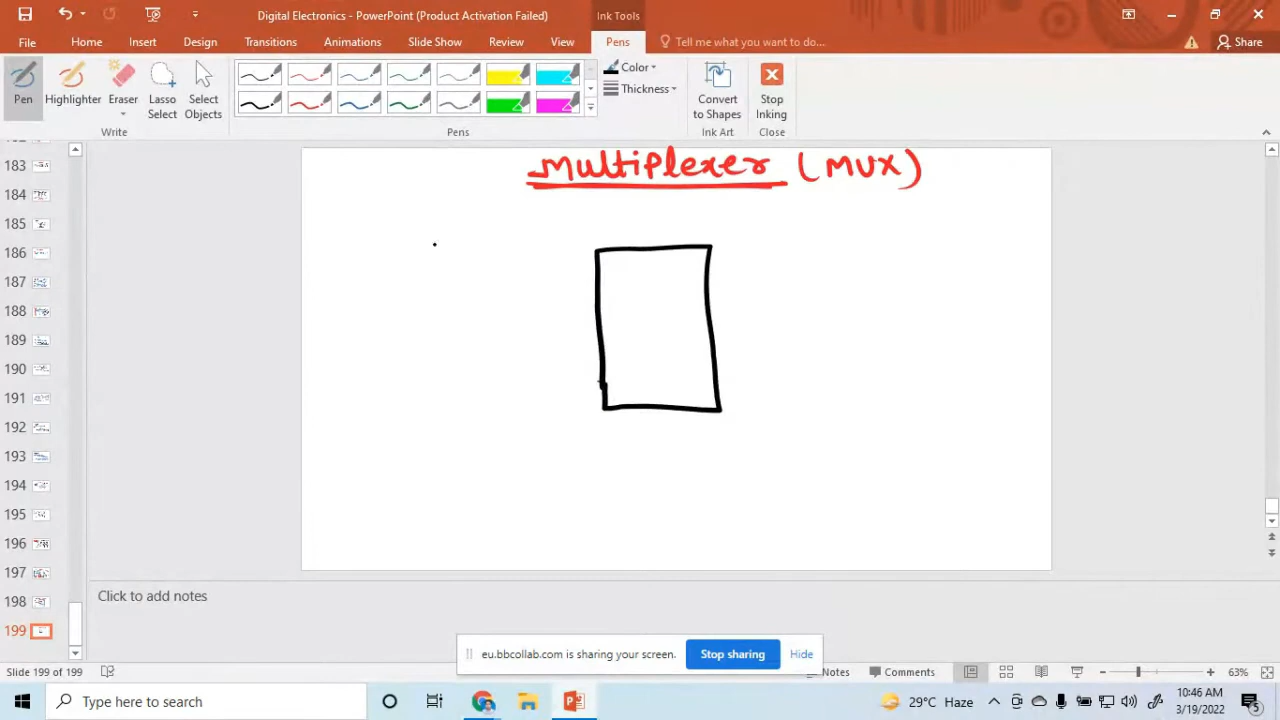 Digital Electronics - PowerPoint (Product Activation Failed)
Ink Tools
File Home Insert Design Transitions Animations Slide Show Review View Pens Tell me what you want to do... Share
Pen Highlighter Eraser Lasso Select Select Objects Color Thickness Convert to Shapes Stop Inking
Write Pens Ink Art Close
Multiplexer (MUX)
183
184
185
186
187
188
189
190
191
192
193
194
195
196
197
198
199
Click to add notes
eu.bbcollab.com is sharing your screen. Stop sharing Hide
Slide 199 of 199 Notes Comments 63%
Type here to search 29°C Haze 10:46 AM
3/19/2022 5